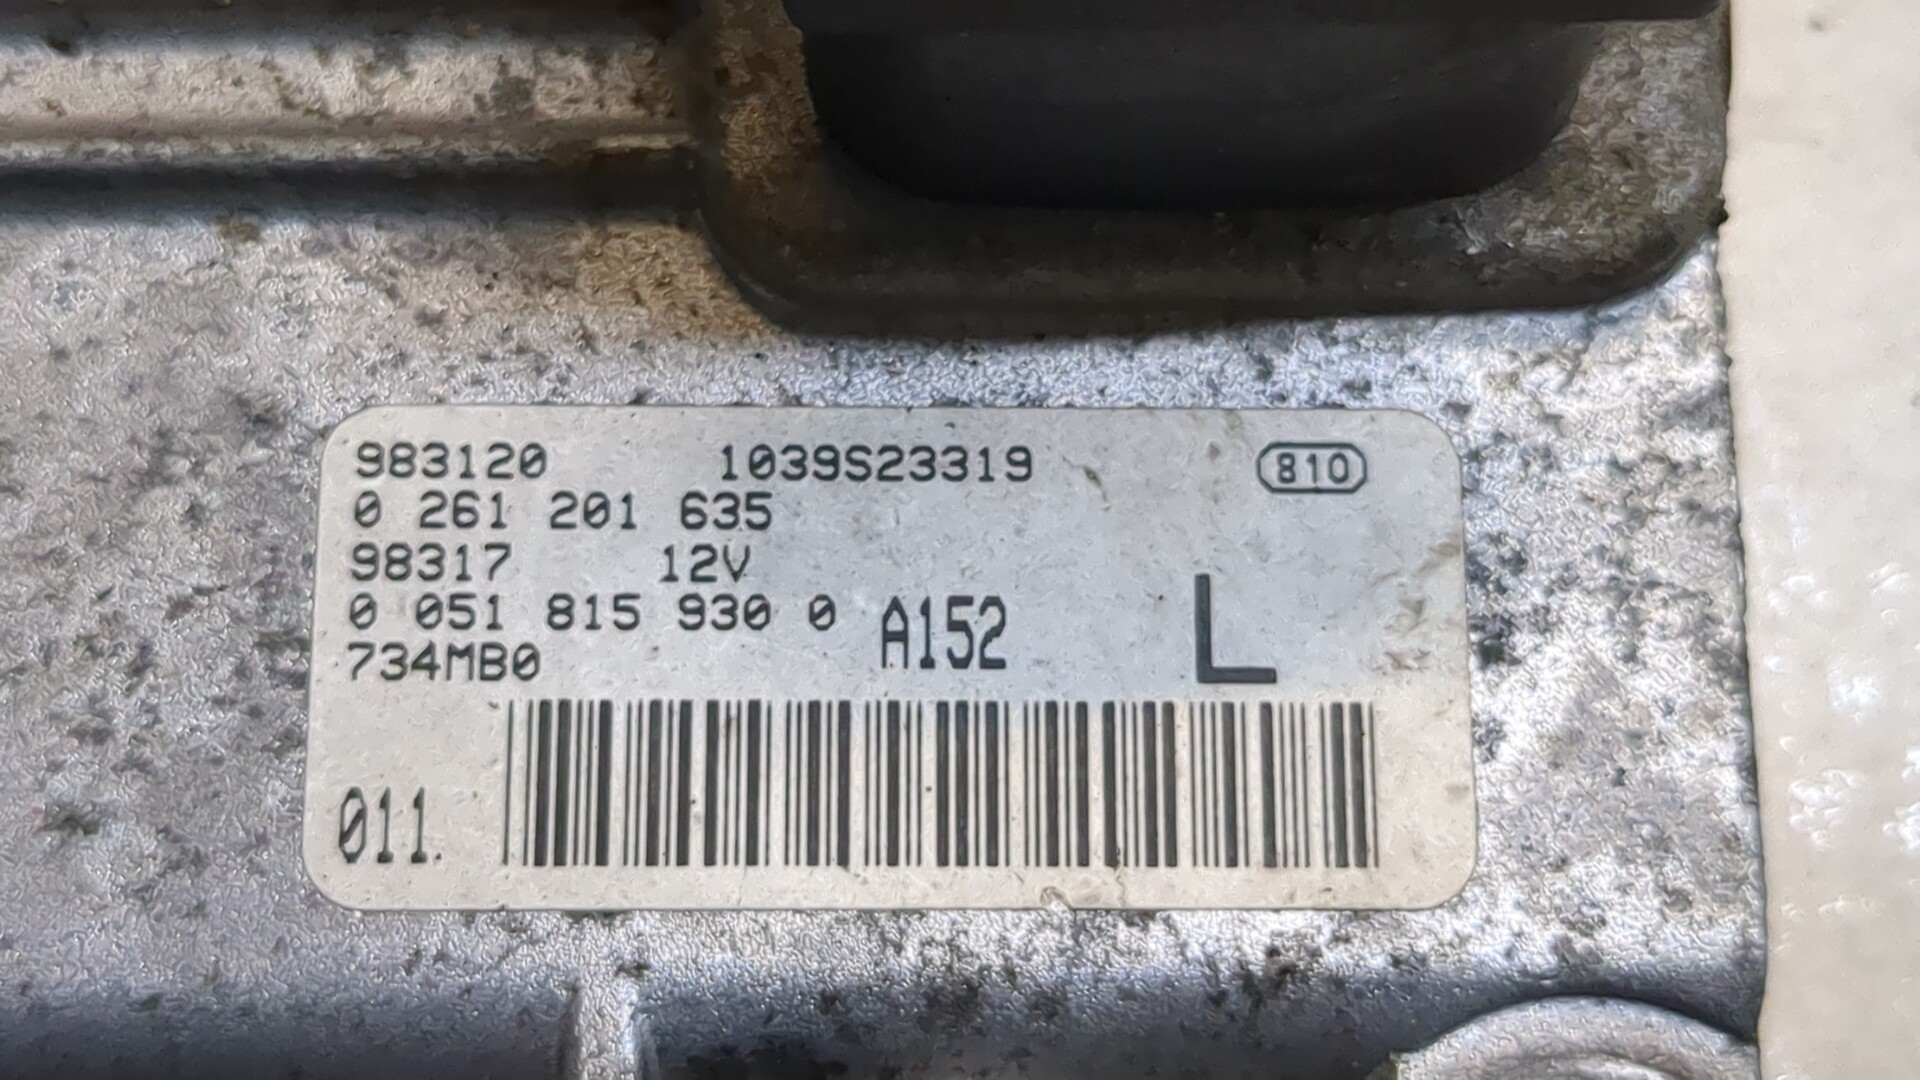 983120 1039S23319 810
0 261 201 635
98317 12V
0 051 815 930 0 A152 L
734MB0
011.